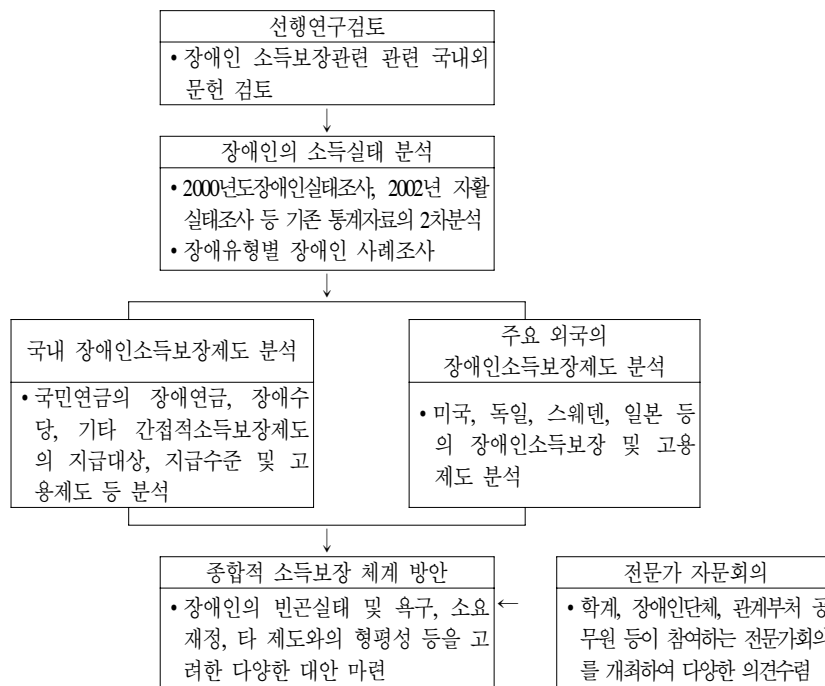 선행연구검토
• 장애인 소득보장관련 관련 국내외
문헌 검토
↓
장애인의 소득실태 분석
• 2000년도장애인실태조사, 2002년 자활
실태조사 등 기존 통계자료의 2차분석
• 장애유형별 장애인 사례조사
↓
국내 장애인소득보장제도 분석
• 국민연금의 장애연금, 장애수
당, 기타 간접적소득보장제도
의 지급대상, 지급수준 및 고
용제도 등 분석
주요 외국의
장애인소득보장제도 분석
• 미국, 독일, 스웨덴, 일본 등
의 장애인소득보장 및 고용
제도 분석
↓
종합적 소득보장 체계 방안
• 장애인의 빈곤실태 및 욕구, 소요
재정, 타 제도와의 형평성 등을 고
려한 다양한 대안 마련
←
전문가 자문회의
• 학계, 장애인단체, 관계부처 공
무원 등이 참여하는 전문가회의
를 개최하여 다양한 의견수렴